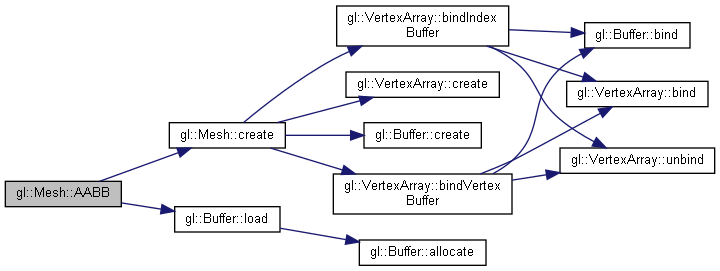 gl::Mesh::AABB
gl::Mesh::create
gl::Buffer::load
gl::VertexArray::bindIndex
Buffer
gl::VertexArray::create
gl::Buffer::create
gl::VertexArray::bindVertex
Buffer
gl::Buffer::allocate
gl::Buffer::bind
gl::VertexArray::bind
gl::VertexArray::unbind